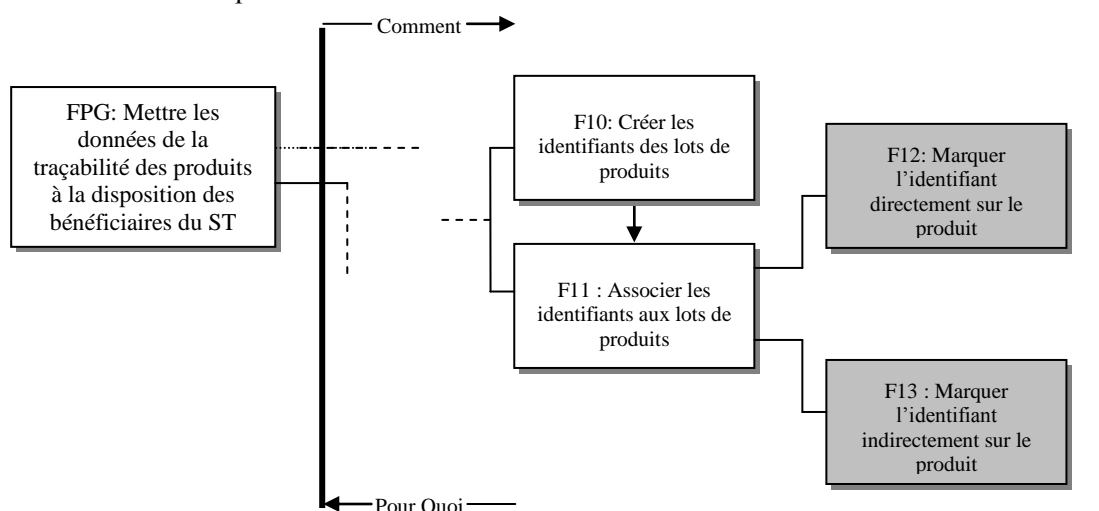 Comment
FPG: Mettre les
données de la
traçabilité des produits
à la disposition des
bénéficiaires du ST
F10: Créer les
identifiants des lots de
produits
F11 : Associer les
identifiants aux lots de
produits
F12: Marquer
l’identifiant
directement sur le
produit
F13 : Marquer
l’identifiant
indirectement sur le
produit
Pour Quoi